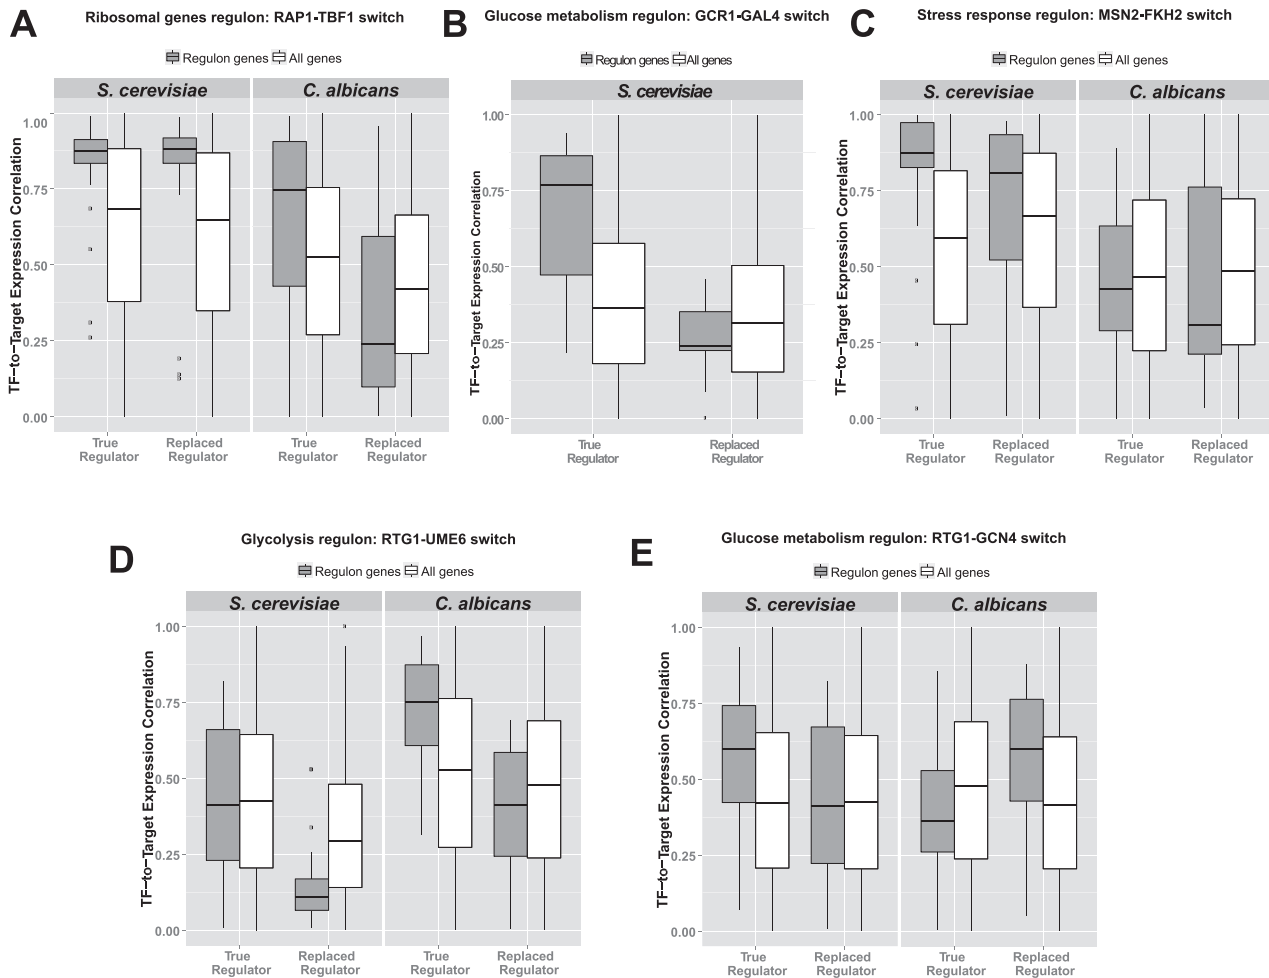 A
Ribosomal genes regulon: RAP1-TBF1 switch
Regulon genes All genes
S. cerevisiae
C. albicans
TF−to−Target Expression Correlation
1.00
0.75
0.50
0.25
0.00
True Regulator
Replaced Regulator
True Regulator
Replaced Regulator
B
Glucose metabolism regulon: GCR1-GAL4 switch
Regulon genes All genes
S. cerevisiae
TF−to−Target Expression Correlation
1.00
0.75
0.50
0.25
0.00
True Regulator
Replaced Regulator
C
Stress response regulon: MSN2-FKH2 switch
Regulon genes All genes
S. cerevisiae
C. albicans
TF−to−Target Expression Correlation
1.00
0.75
0.50
0.25
0.00
True Regulator
Replaced Regulator
True Regulator
Replaced Regulator
D
Glycolysis regulon: RTG1-UME6 switch
Regulon genes All genes
S. cerevisiae
C. albicans
TF−to−Target Expression Correlation
1.00
0.75
0.50
0.25
0.00
True Regulator
Replaced Regulator
True Regulator
Replaced Regulator
E
Glucose metabolism regulon: RTG1-GCN4 switch
Regulon genes All genes
S. cerevisiae
C. albicans
TF−to−Target Expression Correlation
1.00
0.75
0.50
0.25
0.00
True Regulator
Replaced Regulator
True Regulator
Replaced Regulator